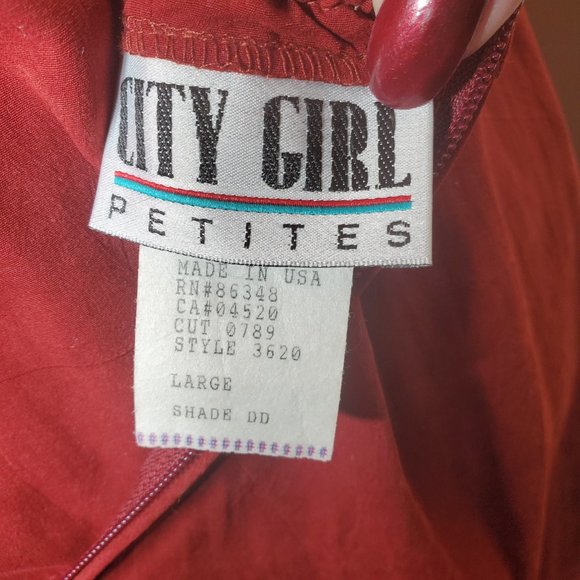 CITY GIRL
PETITES
MADE IN USA
RN#86348
CA#04520
CUT 0789
STYLE 3620
LARGE
SHADE DD